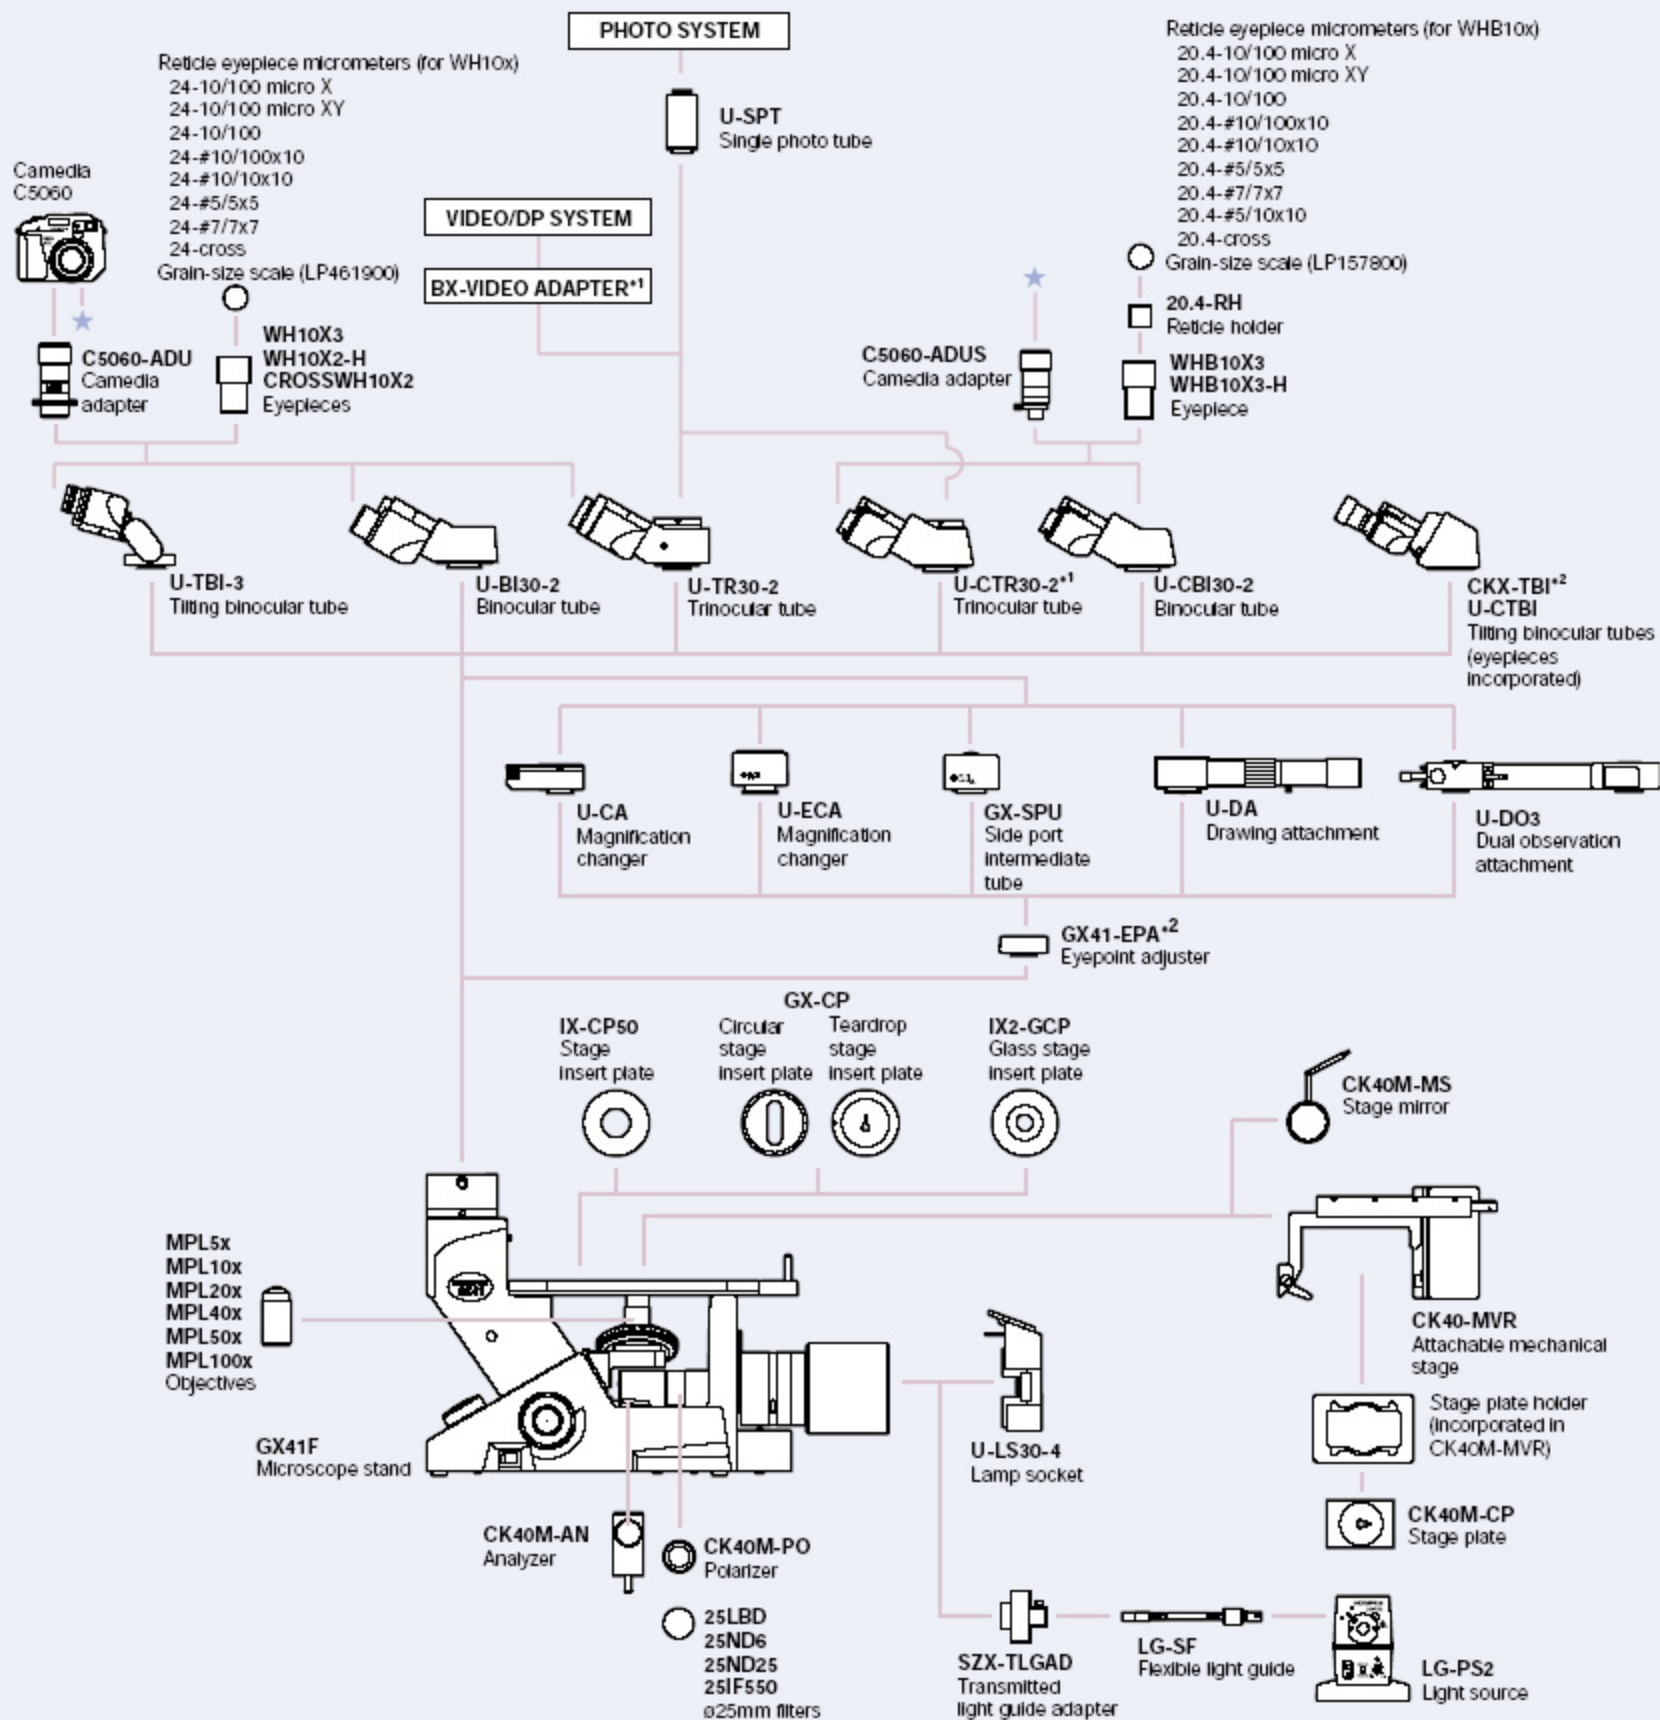 PHOTO SYSTEM
Reticle eyepiece micrometers (for WH10x)
24-10/100 micro X
24-10/100 micro XY
24-10/100
24-#10/100x10
24-#10/10x10
24-#5/5x5
24-#7/7x7
24-cross
Grain-size scale (LP461900)
U-SPT
Single photo tube
Reticle eyepiece micrometers (for WHB10x)
20.4-10/100 micro X
20.4-10/100 micro XY
20.4-10/100
20.4-#10/100x10
20.4-#10/10x10
20.4-#5/5x5
20.4-#7/7x7
20.4-#5/10x10
20.4-cross
Grain-size scale (LP157800)
Camedia
C5060
VIDEO/DP SYSTEM
BX-VIDEO ADAPTER*1
20.4-RH
Reticle holder
C5060-ADU
Camedia
adapter
WH10X3
WH10X2-H
CROSSWH10X2
Eyepieces
C5060-ADUS
Camedia adapter
WHB10X3
WHB10X3-H
Eyepiece
U-TBI-3
Tilting binocular tube
U-BI30-2
Binocular tube
U-TR30-2
Trinocular tube
U-CTR30-2*1
Trinocular tube
U-CBI30-2
Binocular tube
CKX-TBI*2
U-CTBI
Tilting binocular tubes
(eyepieces
incorporated)
U-CA
Magnification
changer
U-ECA
Magnification
changer
GX-SPU
Side port
intermediate
tube
U-DA
Drawing attachment
U-DO3
Dual observation
attachment
GX41-EPA*2
Eyepoint adjuster
GX-CP
IX-CP50
Stage
insert plate
Circular
stage
insert plate
Teardrop
stage
insert plate
IX2-GCP
Glass stage
insert plate
CK40M-MS
Stage mirror
MPL5x
MPL10x
MPL20x
MPL40x
MPL50x
MPL100x
Objectives
CK40-MVR
Attachable mechanical
stage
Stage plate holder
(incorporated in
CK40M-MVR)
GX41F
Microscope stand
U-LS30-4
Lamp socket
CK40M-CP
Stage plate
CK40M-AN
Analyzer
CK40M-PO
Polarizer
25LBD
25ND6
25ND25
25IF550
ø25mm filters
SZX-TLGAD
Transmitted
light guide adapter
LG-SF
Flexible light guide
LG-PS2
Light source